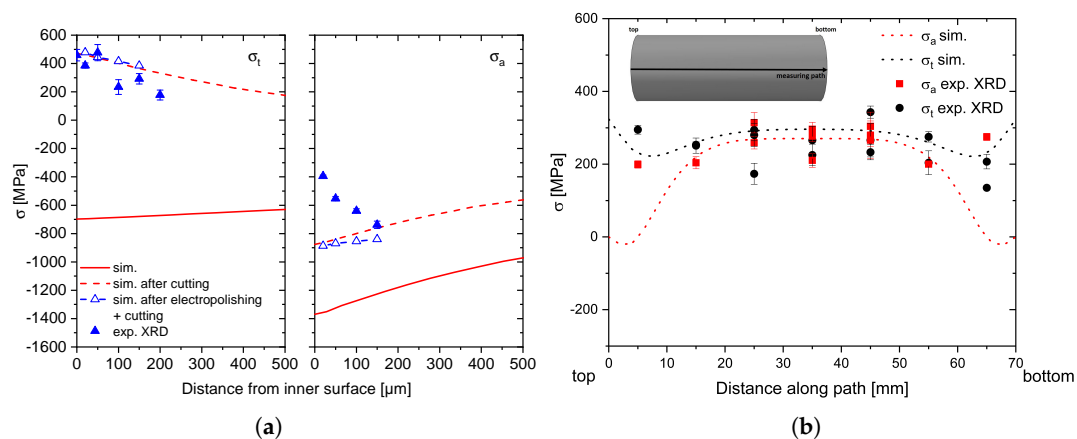 (a)
600
400
200
0
-200
-400
-600
-800
-1000
-1200
-1400
-1600
σ [MPa]
σt
σa
sim.
sim. after cutting
sim. after electropolishing
+ cutting
exp. XRD
0 100 200 300 400 500
0 100 200 300 400 500
Distance from inner surface [µm]
(a)
600
400
200
0
-200
σ [MPa]
top
bottom
measuring path
σa sim.
σt sim.
σa exp. XRD
σt exp. XRD
0 10 20 30 40 50 60 70
top
Distance along path [mm]
bottom
(b)